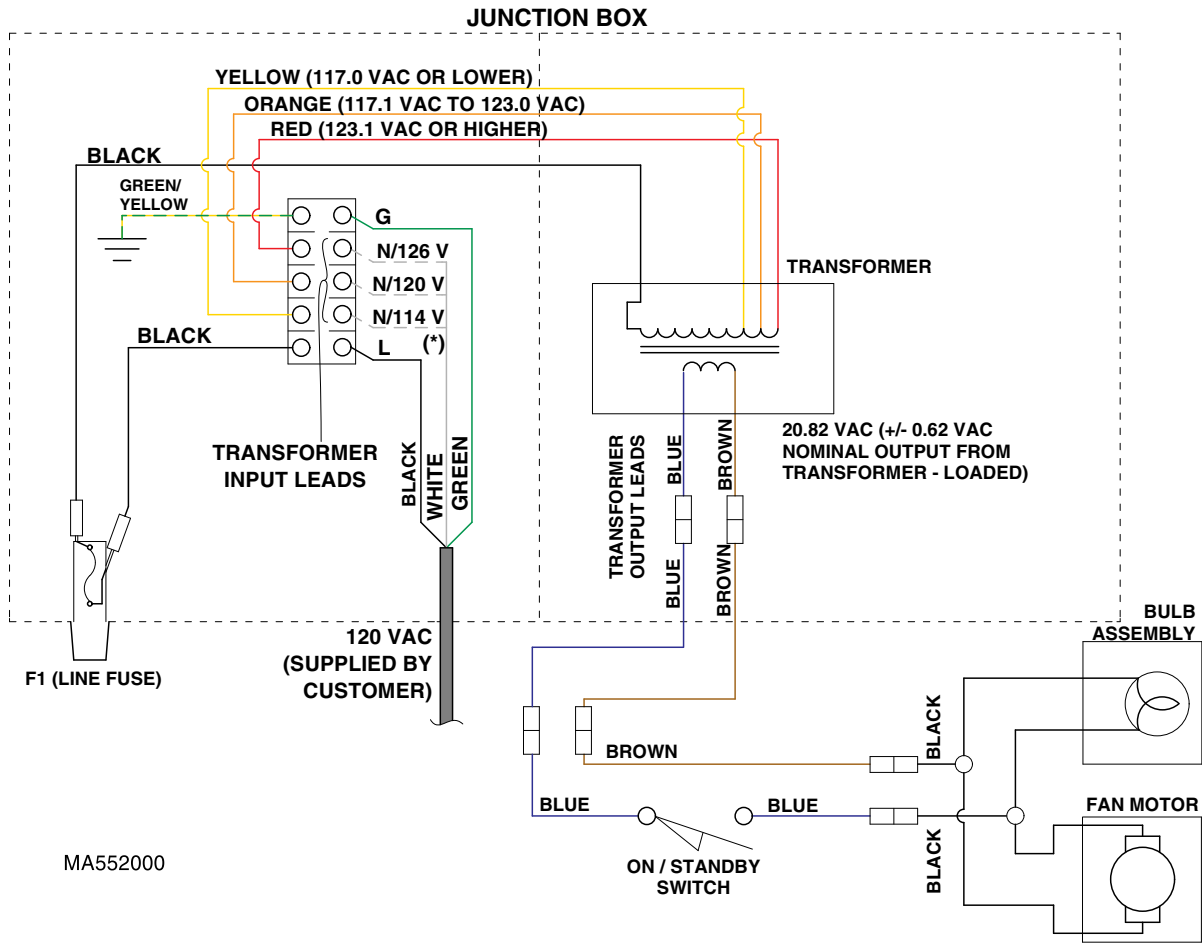 JUNCTION BOX
YELLOW (117.0 VAC OR LOWER)
ORANGE (117.1 VAC TO 123.0 VAC)
RED (123.1 VAC OR HIGHER)
BLACK
GREEN/
YELLOW
G
N/126 V
N/120 V
N/114 V
(*)
L
BLACK
TRANSFORMER
INPUT LEADS
BLACK
WHITE
GREEN
TRANSFORMER
20.82 VAC (+/- 0.62 VAC
NOMINAL OUTPUT FROM
TRANSFORMER - LOADED)
TRANSFORMER
OUTPUT LEADS
BLUE
BROWN
BLUE
BROWN
F1 (LINE FUSE)
120 VAC
(SUPPLIED BY
CUSTOMER)
BULB
ASSEMBLY
BROWN
BLACK
BLUE
BLUE
BLACK
FAN MOTOR
ON / STANDBY
SWITCH
MA552000